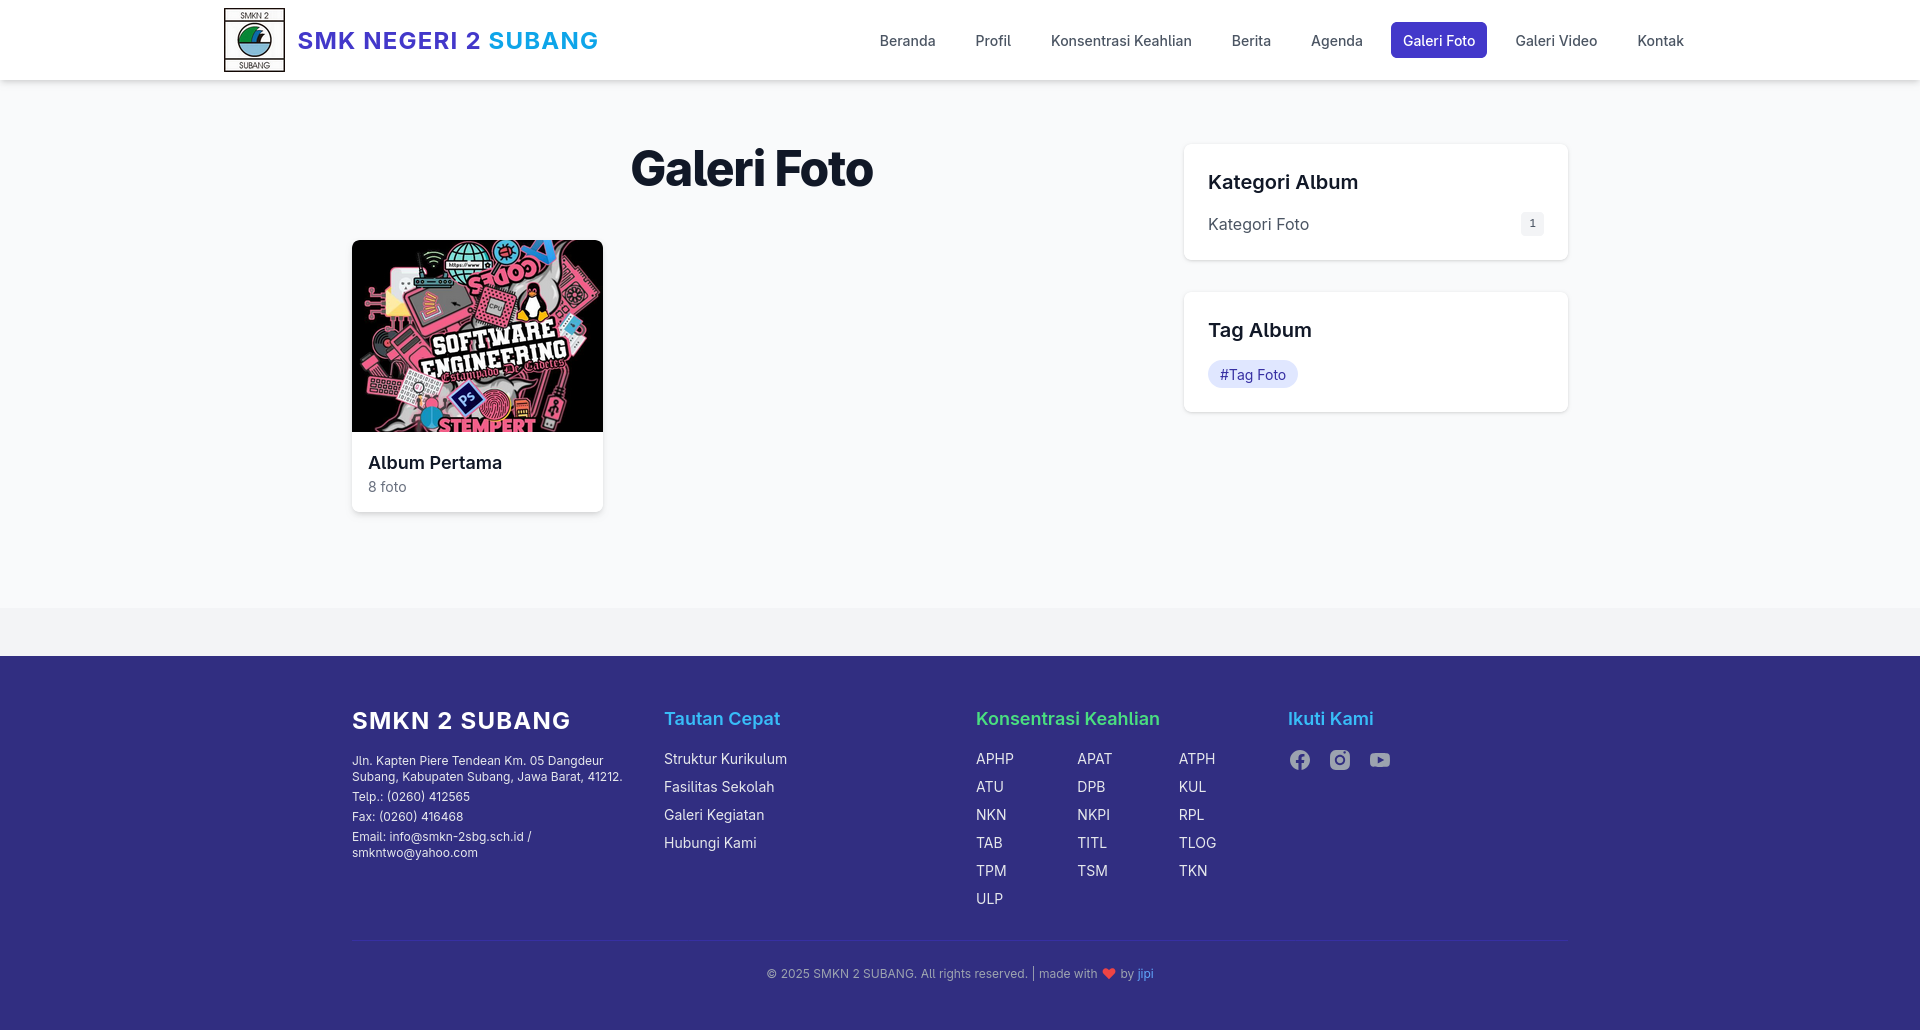 SMKN 2
SUBANG
SMK NEGERI 2 SUBANG
Beranda
Profil
Konsentrasi Keahlian
Berita
Agenda
Galeri Foto
Galeri Video
Kontak
Galeri Foto
https://www
CODES
CPU
SOFTWARE
ENGINEERING
Estampado De Cadetes
Ps
STEMPERT
Album Pertama
8 foto
Kategori Album
Kategori Foto
1
Tag Album
#Tag Foto
SMKN 2 SUBANG
Jln. Kapten Piere Tendean Km. 05 Dangdeur
Subang, Kabupaten Subang, Jawa Barat, 41212.
Telp.: (0260) 412565
Fax: (0260) 416468
Email: info@smkn-2sbg.sch.id /
smkntwo@yahoo.com
Tautan Cepat
Struktur Kurikulum
Fasilitas Sekolah
Galeri Kegiatan
Hubungi Kami
Konsentrasi Keahlian
APHP APAT ATPH
ATU DPB KUL
NKN NKPI RPL
TAB TITL TLOG
TPM TSM TKN
ULP
Ikuti Kami
© 2025 SMKN 2 SUBANG. All rights reserved. | made with ❤ by jipi